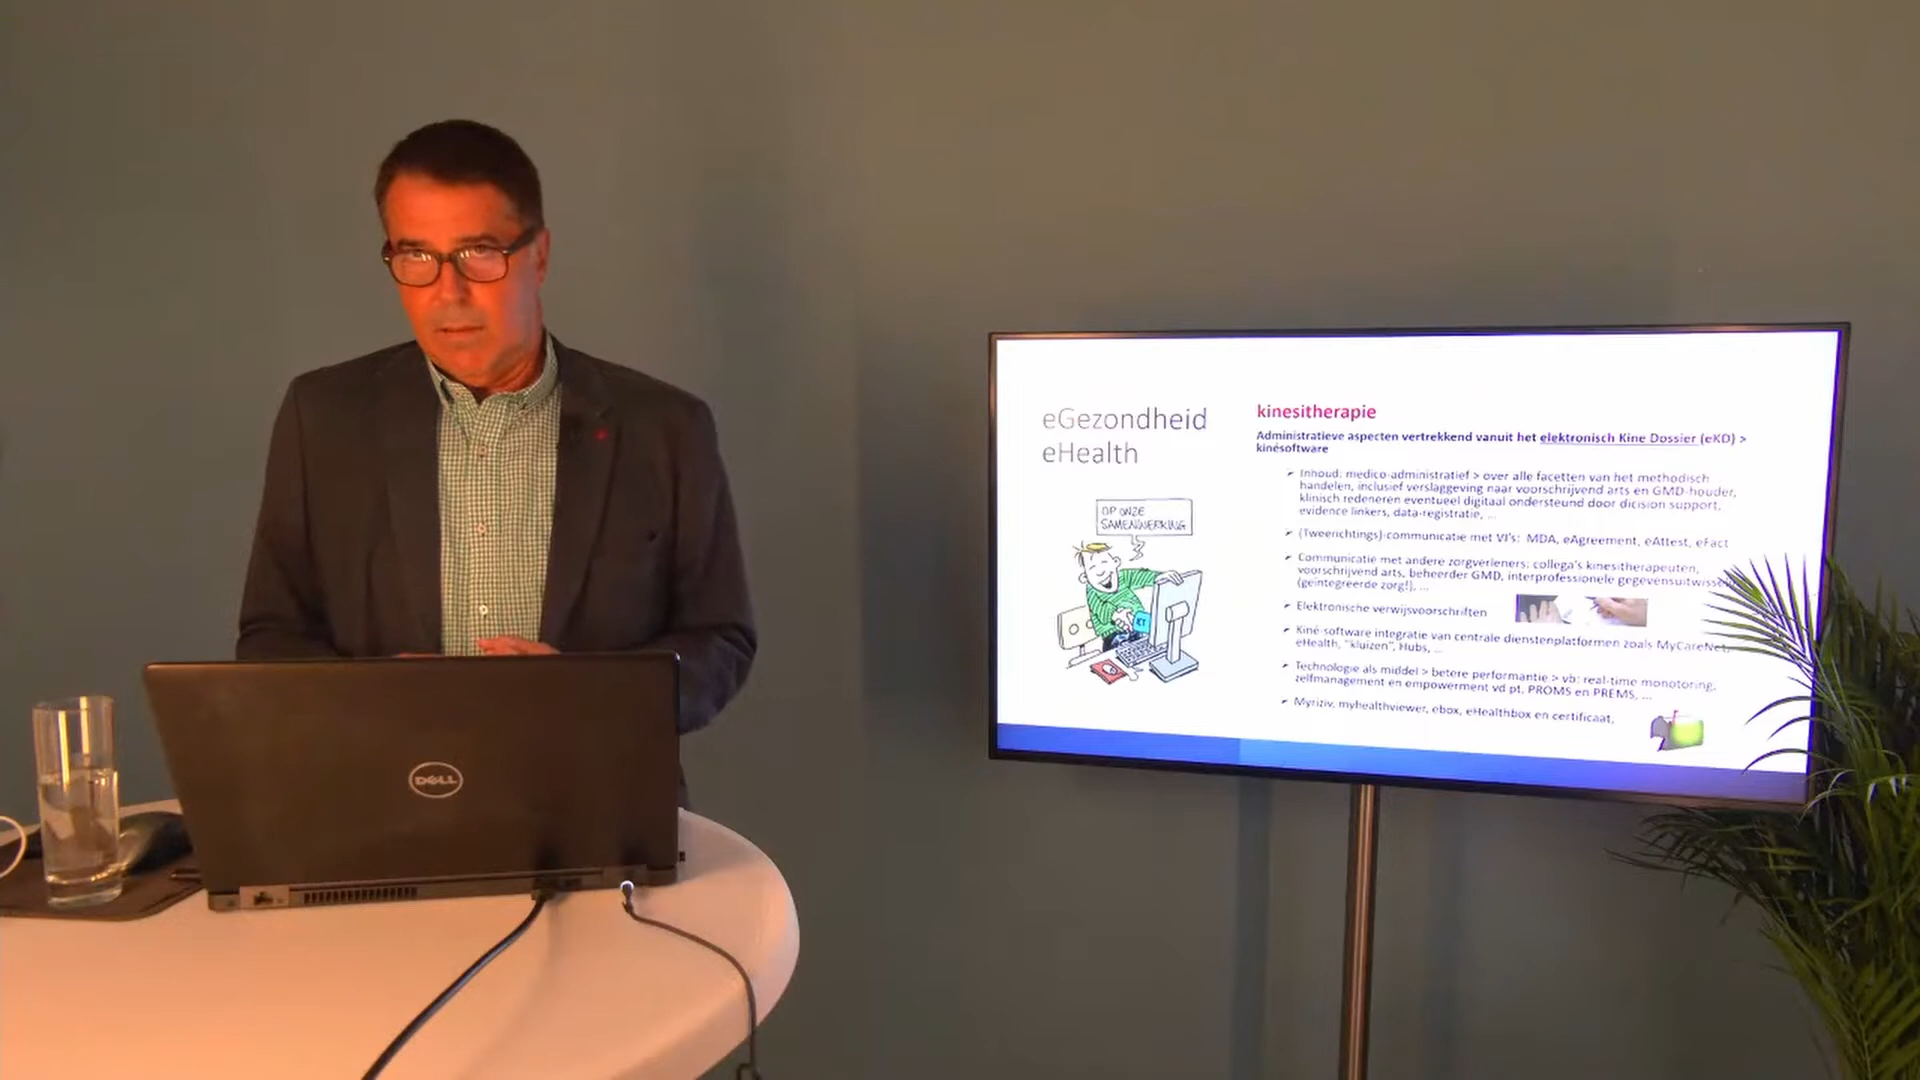 DELL
eGezondheid
eHealth
OP ONZE
SAMENWERKING
KT
kinesitherapie
Administratieve aspecten vertrekkend vanuit het elektronisch Kine Dossier (eKD) >
kinésoftware
Inhoud: medico-administratief > over alle facetten van het methodisch
handelen, inclusief verslaggeving naar voorschrijvend arts en GMD-houder,
klinisch redeneren eventueel digitaal ondersteund door dicision support,
evidence linkers, data-registratie, ...
(Tweerichtings)-communicatie met VI's: MDA, eAgreement, eAttest, eFact
Communicatie met andere zorgverleners: collega's kinesitherapeuten,
voorschrijvend arts, beheerder GMD, interprofessionele
(geïntegreerde zorg!), ...
Elektronische verwijsvoorschriften
Kiné-software integratie van centrale dienstenplatformen zoals MyCareNet,
eHealth, "kluizen", Hubs, ...
Technologie als middel > betere performantie > vb: real-time monotoring,
zelfmanagement en empowerment vd pt, PROMS en PREMS, ...
Myriziv, myhealthviewer, ebox, eHealthbox en certificaat,